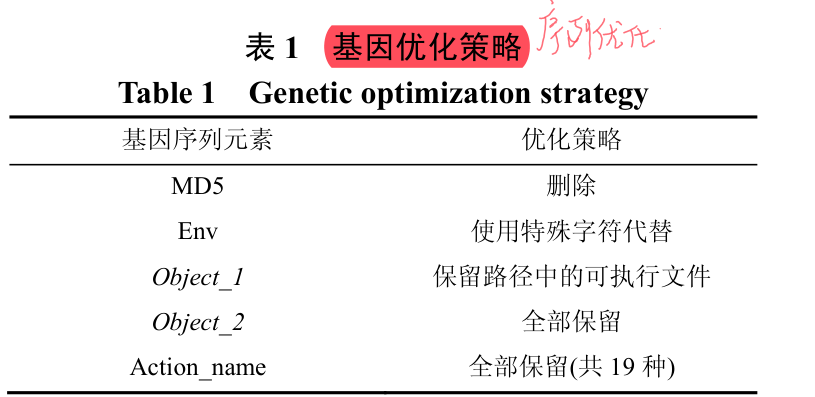 表 1 基因优化策略 序列优化
Table 1 Genetic optimization strategy
基因序列元素 优化策略
MD5 删除
Env 使用特殊字符代替
Object_1 保留路径中的可执行文件
Object_2 全部保留
Action_name 全部保留(共 19 种)